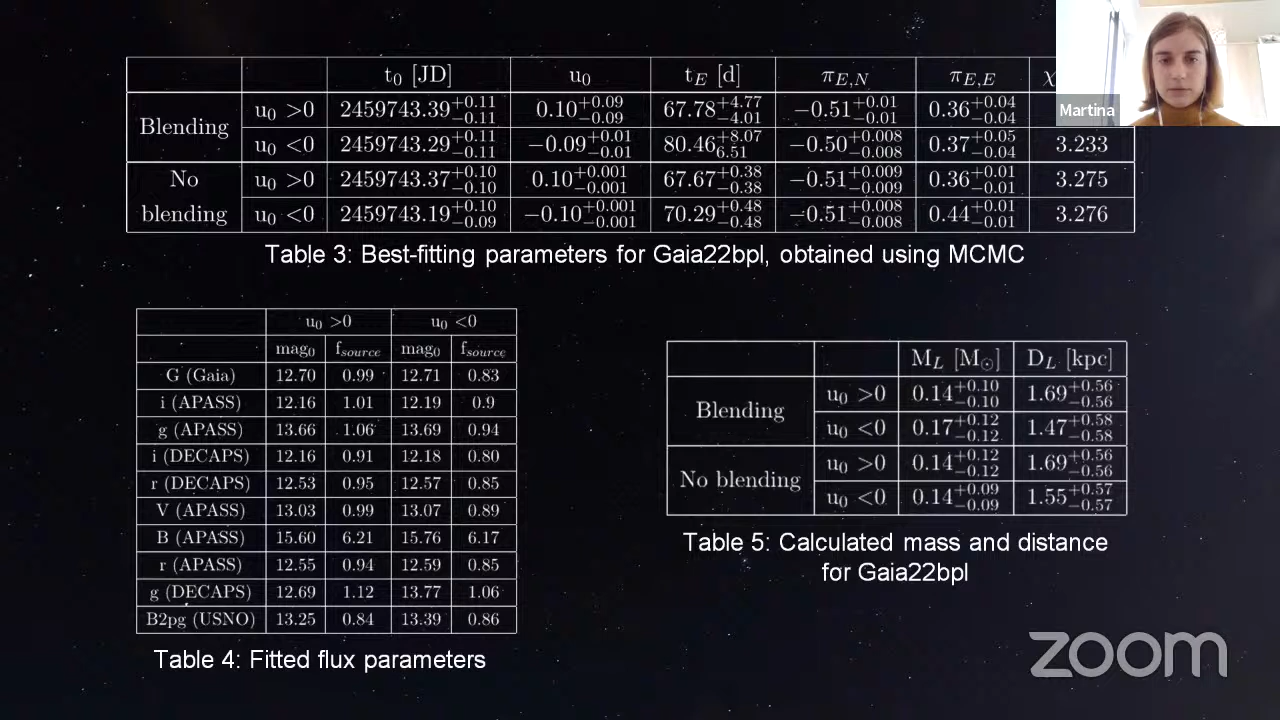 t₀ [JD] u₀ t_E [d] π_E,N π_E,E χ
Blending u₀ >0 2459743.39+0.11−0.11 0.10+0.09−0.09 67.78+4.77−4.01 −0.51+0.01−0.01 0.36+0.04−0.04
u₀ <0 2459743.29+0.11−0.11 −0.09+0.01−0.01 80.46+8.07 6.51 −0.50+0.008−0.008 0.37+0.05−0.04 3.233
No blending u₀ >0 2459743.37+0.10−0.10 0.10+0.001−0.001 67.67+0.38−0.38 −0.51+0.009−0.009 0.36+0.01−0.01 3.275
u₀ <0 2459743.19+0.10−0.09 −0.10+0.001−0.001 70.29+0.48−0.48 −0.51+0.008−0.008 0.44+0.01−0.01 3.276
Martina
Table 3: Best-fitting parameters for Gaia22bpl, obtained using MCMC
u₀ >0 u₀ <0
mag₀ f_source mag₀ f_source
G (Gaia) 12.70 0.99 12.71 0.83
i (APASS) 12.16 1.01 12.19 0.9
g (APASS) 13.66 1.06 13.69 0.94
i (DECAPS) 12.16 0.91 12.18 0.80
r (DECAPS) 12.53 0.95 12.57 0.85
V (APASS) 13.03 0.99 13.07 0.89
B (APASS) 15.60 6.21 15.76 6.17
r (APASS) 12.55 0.94 12.59 0.85
g (DECAPS) 12.69 1.12 13.77 1.06
B2pg (USNO) 13.25 0.84 13.39 0.86
Table 4: Fitted flux parameters
M_L [M☉] D_L [kpc]
Blending u₀ >0 0.14+0.10−0.10 1.69+0.56−0.56
u₀ <0 0.17+0.12−0.12 1.47+0.58−0.58
No blending u₀ >0 0.14+0.12−0.12 1.69+0.56−0.56
u₀ <0 0.14+0.09−0.09 1.55+0.57−0.57
Table 5: Calculated mass and distance
for Gaia22bpl
zoom